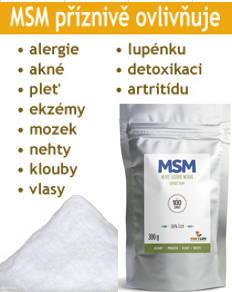 MSM příznivě ovlivňuje
• alergie
• akné
• pleť
• ekzémy
• mozek
• nehty
• klouby
• vlasy
• lupénku
• detoxikaci
• artritídu
MSM
100
300 g